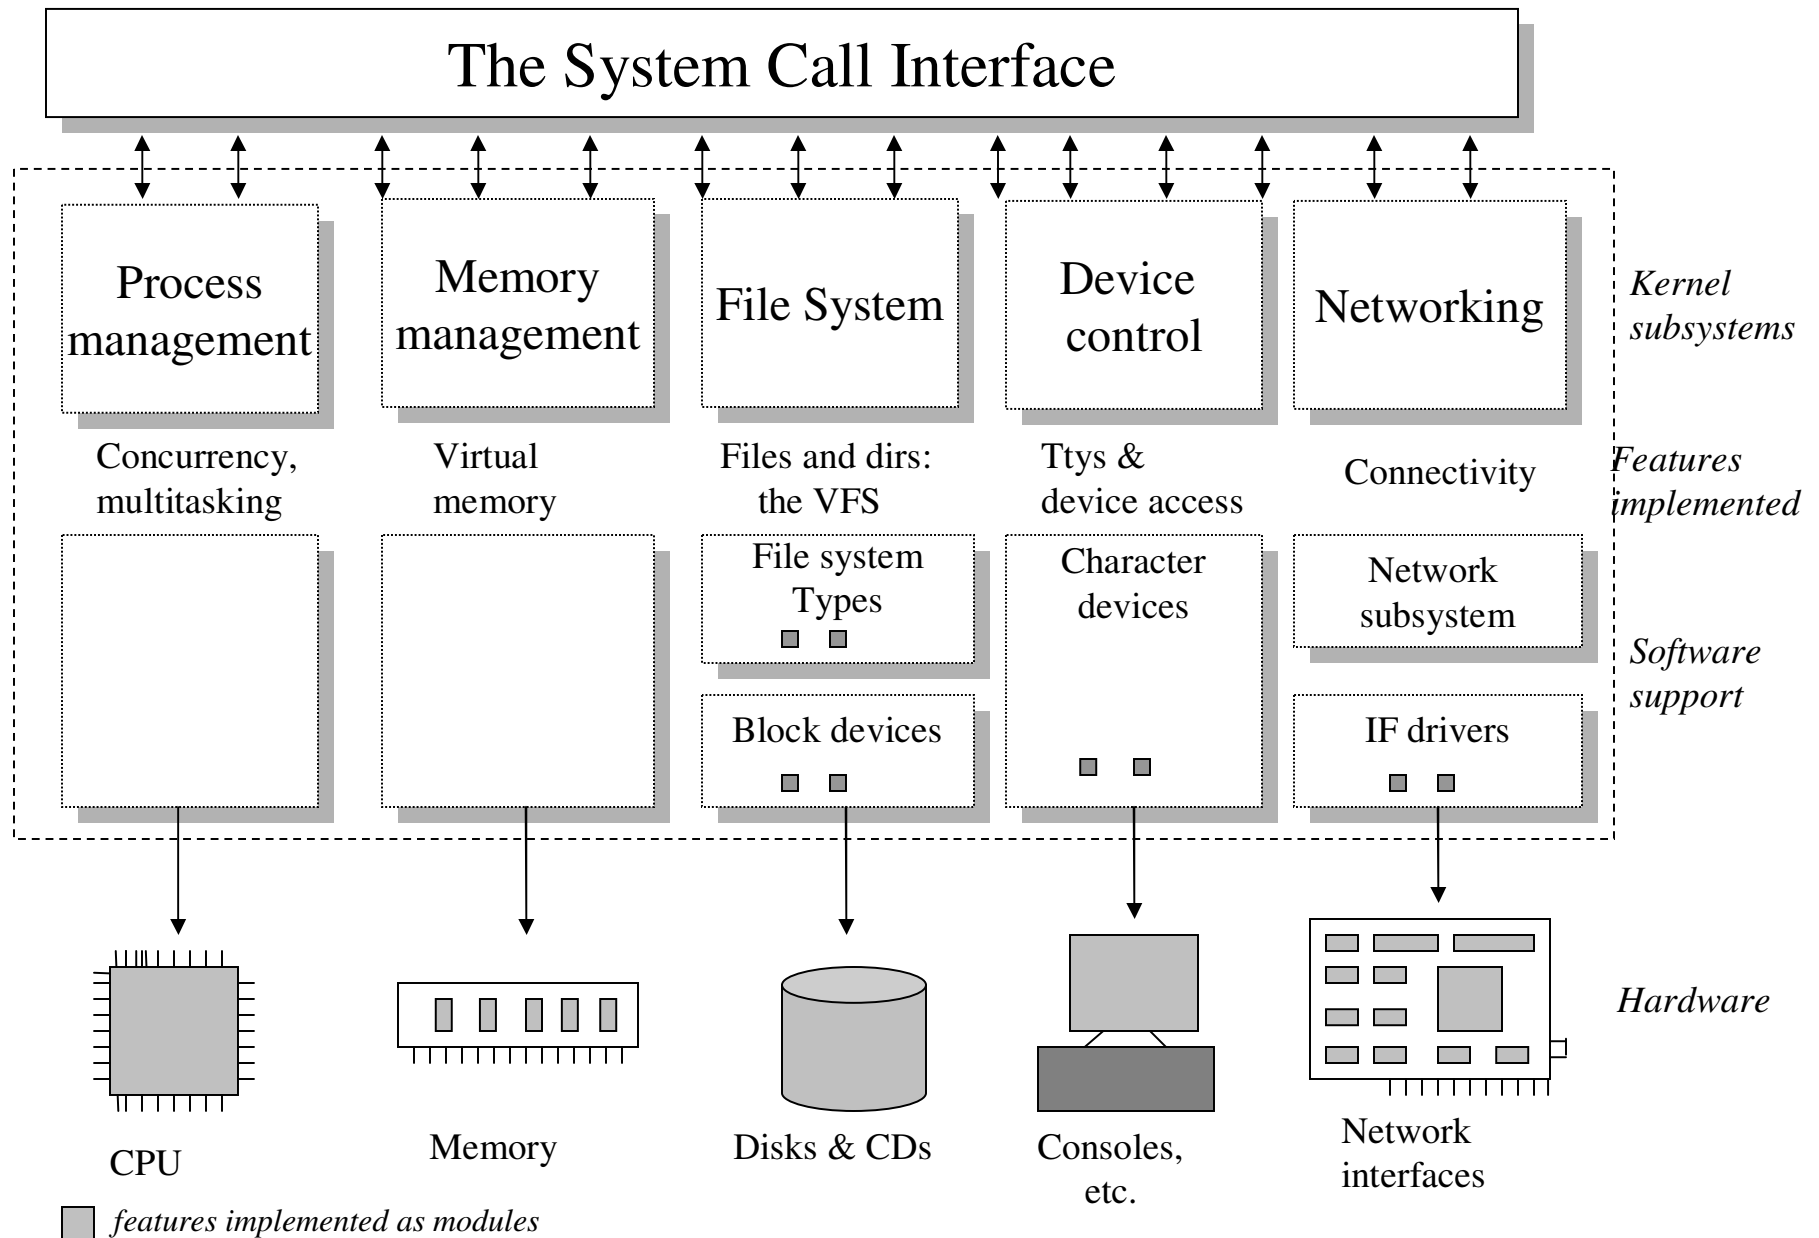 The System Call Interface
Process
management
Memory
management
File System
Device
control
Networking
Kernel
subsystems
Concurrency,
multitasking
Virtual
memory
Files and dirs:
the VFS
Ttys &
device access
Connectivity
Features
implemented
File system
Types
Block devices
Character
devices
Network
subsystem
IF drivers
Software
support
Hardware
CPU
Memory
Disks & CDs
Consoles,
etc.
Network
interfaces
features implemented as modules